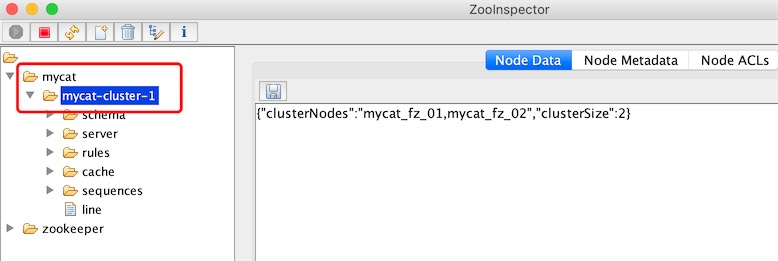 ZooInspector
mycat
mycat-cluster-1
schema
server
rules
cache
sequences
line
zookeeper
Node Data
Node Metadata
Node ACLs
{"clusterNodes":"mycat_fz_01,mycat_fz_02","clusterSize":2}